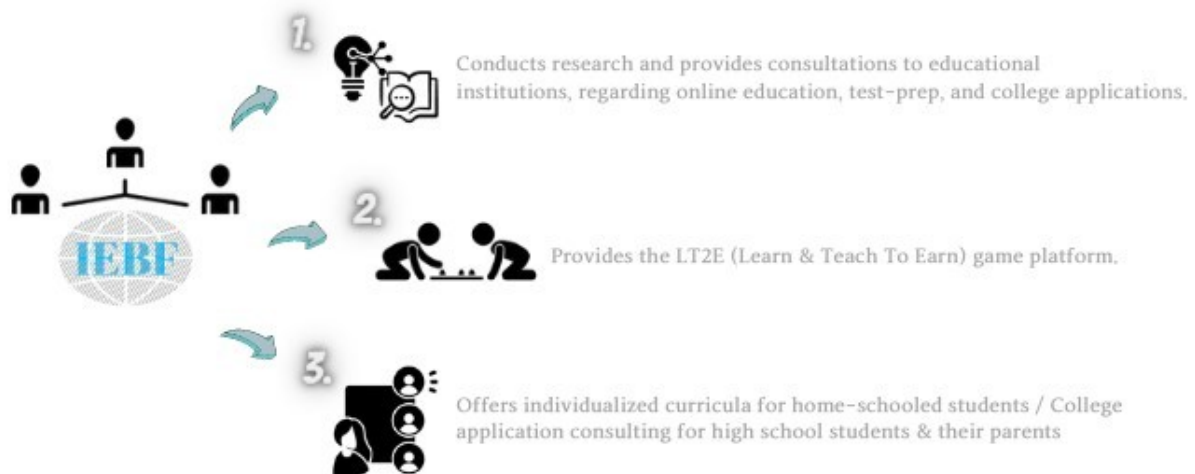 1.
Conducts research and provides consultations to educational
institutions, regarding online education, test-prep, and college applications.
IEBF
2.
Provides the LT2E (Learn & Teach To Earn) game platform.
3.
Offers individualized curricula for home-schooled students / College
application consulting for high school students & their parents